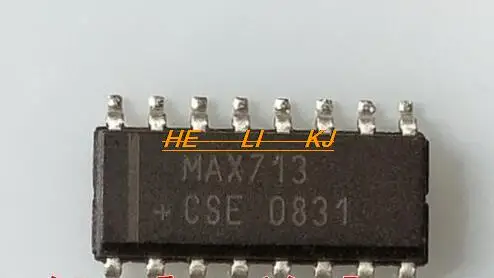 HE LI KJ
MAX713
+ CSE 0831